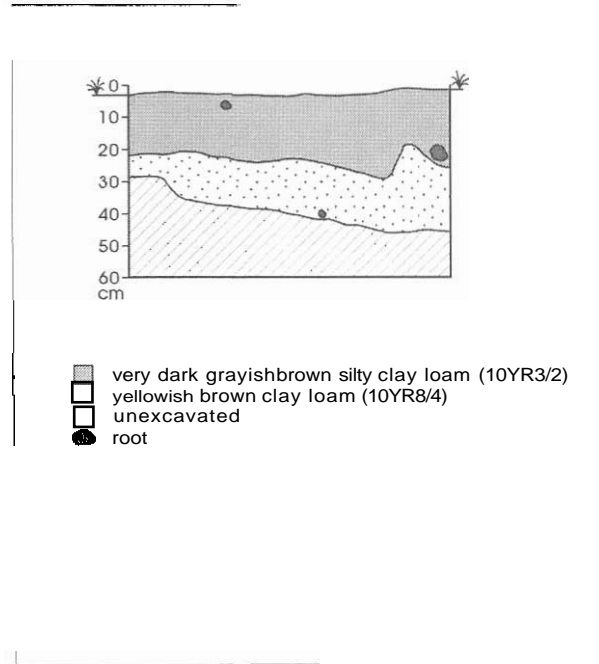 0
10
20
30
40
50
60
cm
very dark grayishbrown silty clay loam (10YR3/2)
yellowish brown clay loam (10YR8/4)
unexcavated
root